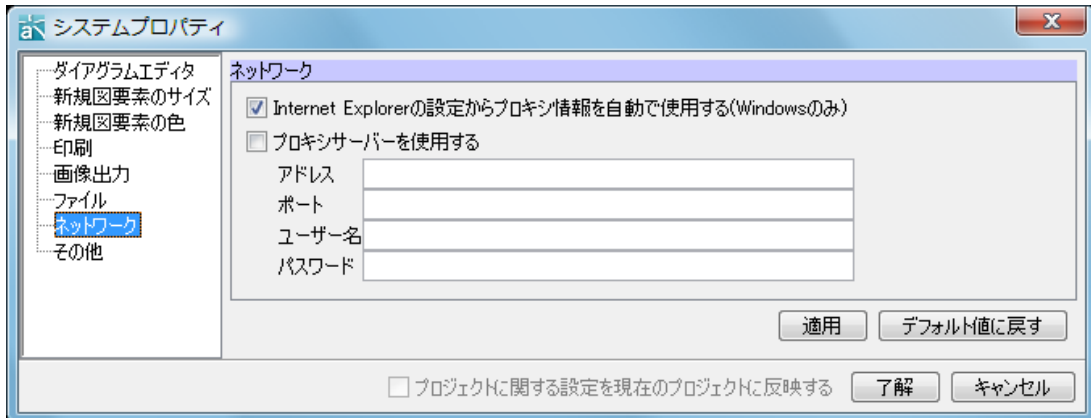 システムプロパティ
ダイアグラムエディタ
新規図要素のサイズ
新規図要素の色
印刷
画像出力
ファイル
ネットワーク
その他
ネットワーク
Internet Explorerの設定からプロキシ情報を自動で使用する(Windowsのみ)
プロキシサーバーを使用する
アドレス
ポート
ユーザー名
パスワード
適用 デフォルト値に戻す
プロジェクトに関する設定を現在のプロジェクトに反映する 了解 キャンセル